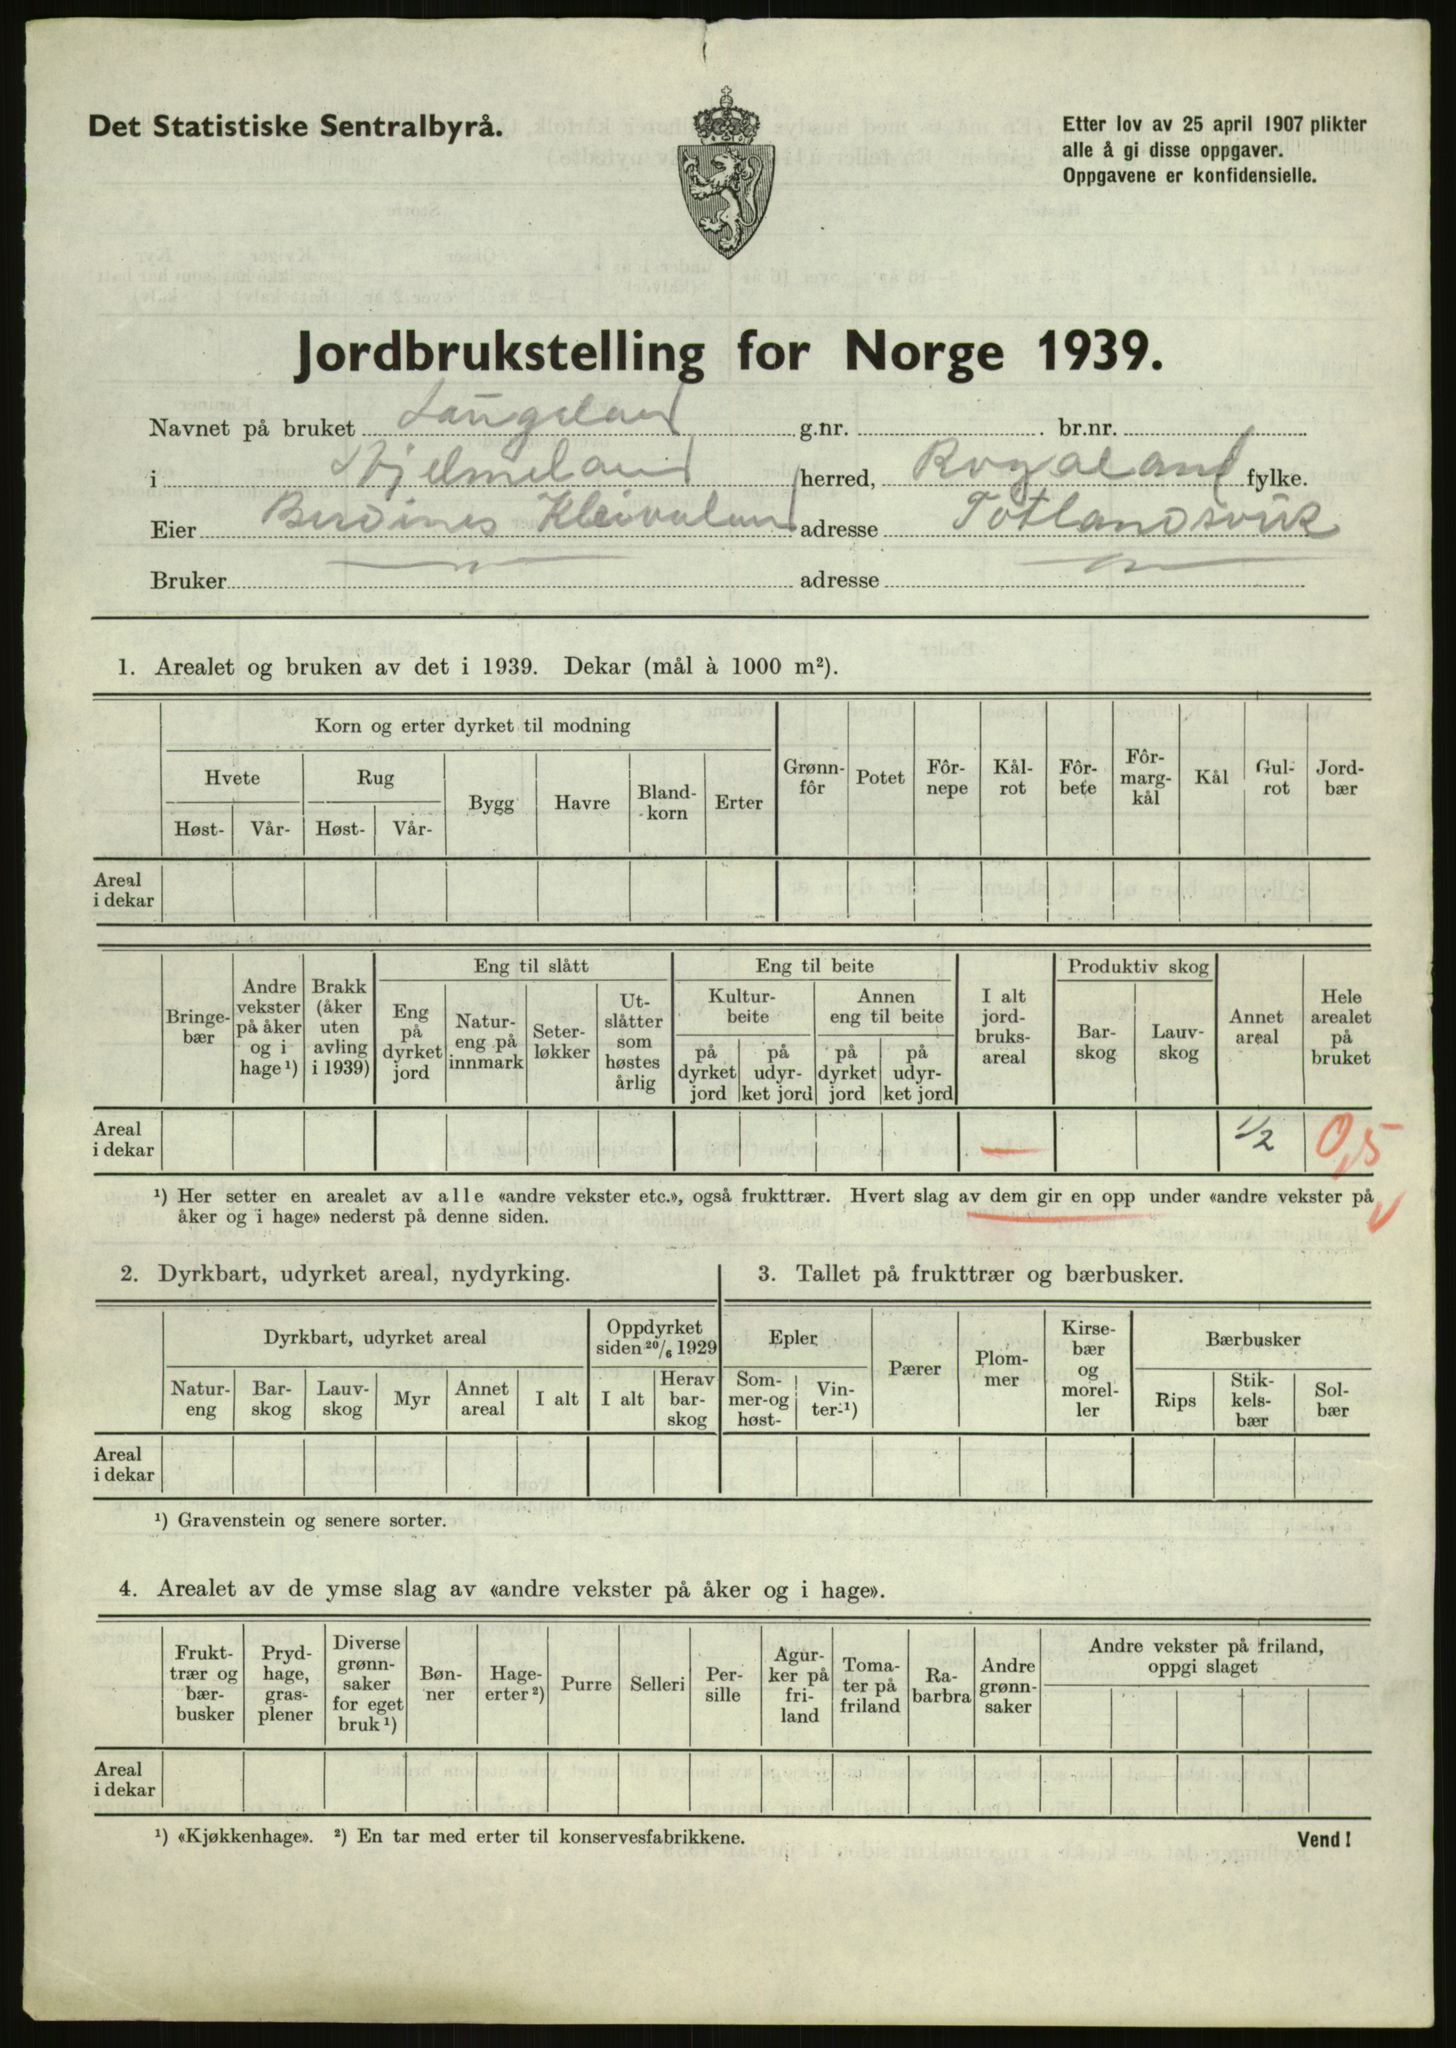 Det Statistiske Sentralbyrå.
Etter lov av 25 april 1907 plikter
alle å gi disse oppgaver.
Oppgavene er konfidensielle.
Jordbrukstelling for Norge 1939.
Navnet på bruket Laugeland g.nr. br.nr.
i Hjelmeland herred, Rogaland fylke.
Eier Berdines Kleivaland adresse Tøtlandsvik
Bruker adresse
1. Arealet og bruken av det i 1939. Dekar (mål à 1000 m²).
Korn og erter dyrket til modning
Hvete Rug Bygg Havre Bland-korn Erter Grønn-fôr Potet Fôr-nepe Kål-rot Fôr-bete Fôr-marg-kål Kål Gul-rot Jord-bær
Høst- Vår- Høst- Vår-
Areal
i dekar
Eng til slått Eng til beite Produktiv skog
Bringe-bær Andre vekster på åker og i hage¹) Brakk (åker uten avling i 1939) Eng på dyrket jord Natur-eng på innmark Seter-løkker Ut-slåtter som høstes årlig Kultur-beite Annen eng til beite I alt jord-bruks-areal Bar-skog Lauv-skog Annet areal Hele arealet på bruket
på dyrket jord på udyr-ket jord på dyrket jord på udyr-ket jord
Areal
i dekar — 1/2 0,5
¹) Her setter en arealet av alle «andre vekster etc.», også frukttrær. Hvert slag av dem gir en opp under «andre vekster på
åker og i hage» nederst på denne siden.
2. Dyrkbart, udyrket areal, nydyrking.
Dyrkbart, udyrket areal Oppdyrket siden 20/6 1929
Natur-eng Bar-skog Lauv-skog Myr Annet areal I alt I alt Herav bar-skog
Areal
i dekar
¹) Gravenstein og senere sorter.
3. Tallet på frukttrær og bærbusker.
Epler Pærer Plom-mer Kirse-bær og morel-ler Bærbusker
Som-mer-og høst- Vin-ter-¹) Rips Stik-kels-bær Sol-bær
4. Arealet av de ymse slag av «andre vekster på åker og i hage».
Frukt-trær og bær-busker Pryd-hage, gras-plener Diverse grønn-saker for eget bruk¹) Bøn-ner Hage-erter²) Purre Selleri Per-sille Agur-ker på fri-land Toma-ter på friland Ra-barbra Andre grønn-saker Andre vekster på friland, oppgi slaget
Areal
i dekar
¹) «Kjøkkenhage». ²) En tar med erter til konservesfabrikkene.
Vend!